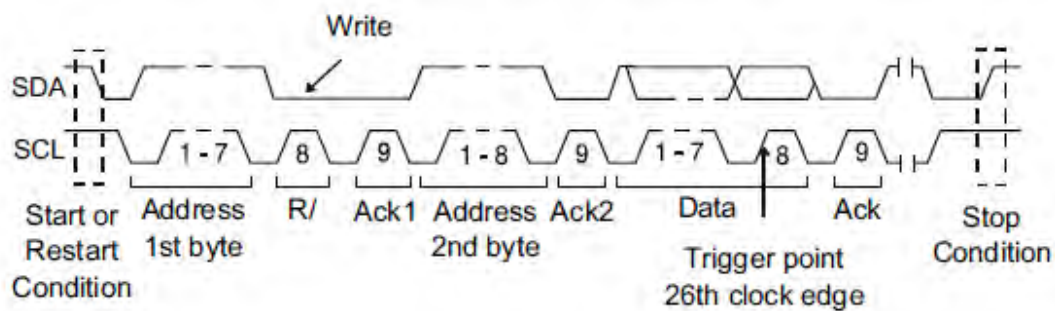 Write
SDA
SCL
1 - 7
8
9
1 - 8
9
1 - 7
8
9
Start or
Restart
Condition
Address
1st byte
R/
Ack1
Address
2nd byte
Ack2
Data
Ack
Stop
Condition
Trigger point
26th clock edge